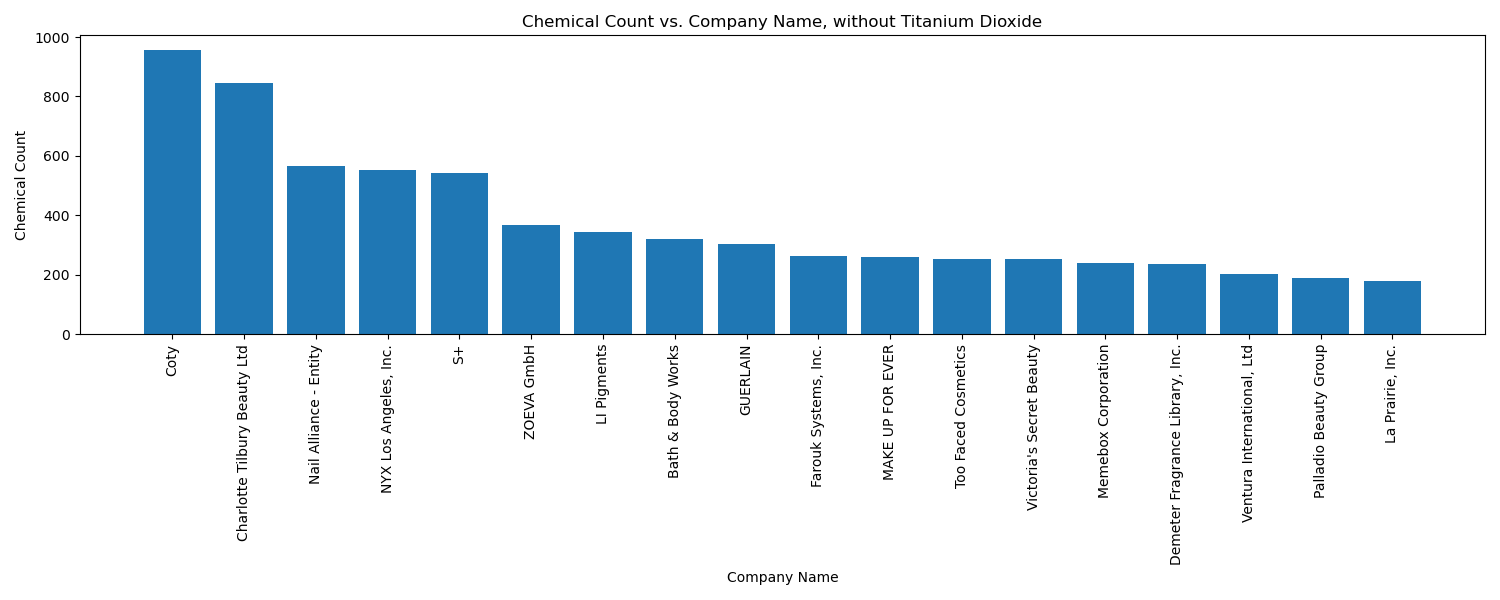 Chemical Count vs. Company Name, without Titanium Dioxide
Chemical Count
1000
800
600
400
200
0
Coty
Charlotte Tilbury Beauty Ltd
Nail Alliance - Entity
NYX Los Angeles, Inc.
S+
ZOEVA GmbH
LI Pigments
Bath & Body Works
GUERLAIN
Farouk Systems, Inc.
MAKE UP FOR EVER
Too Faced Cosmetics
Victoria's Secret Beauty
Memebox Corporation
Demeter Fragrance Library, Inc.
Ventura International, Ltd
Palladio Beauty Group
La Prairie, Inc.
Company Name